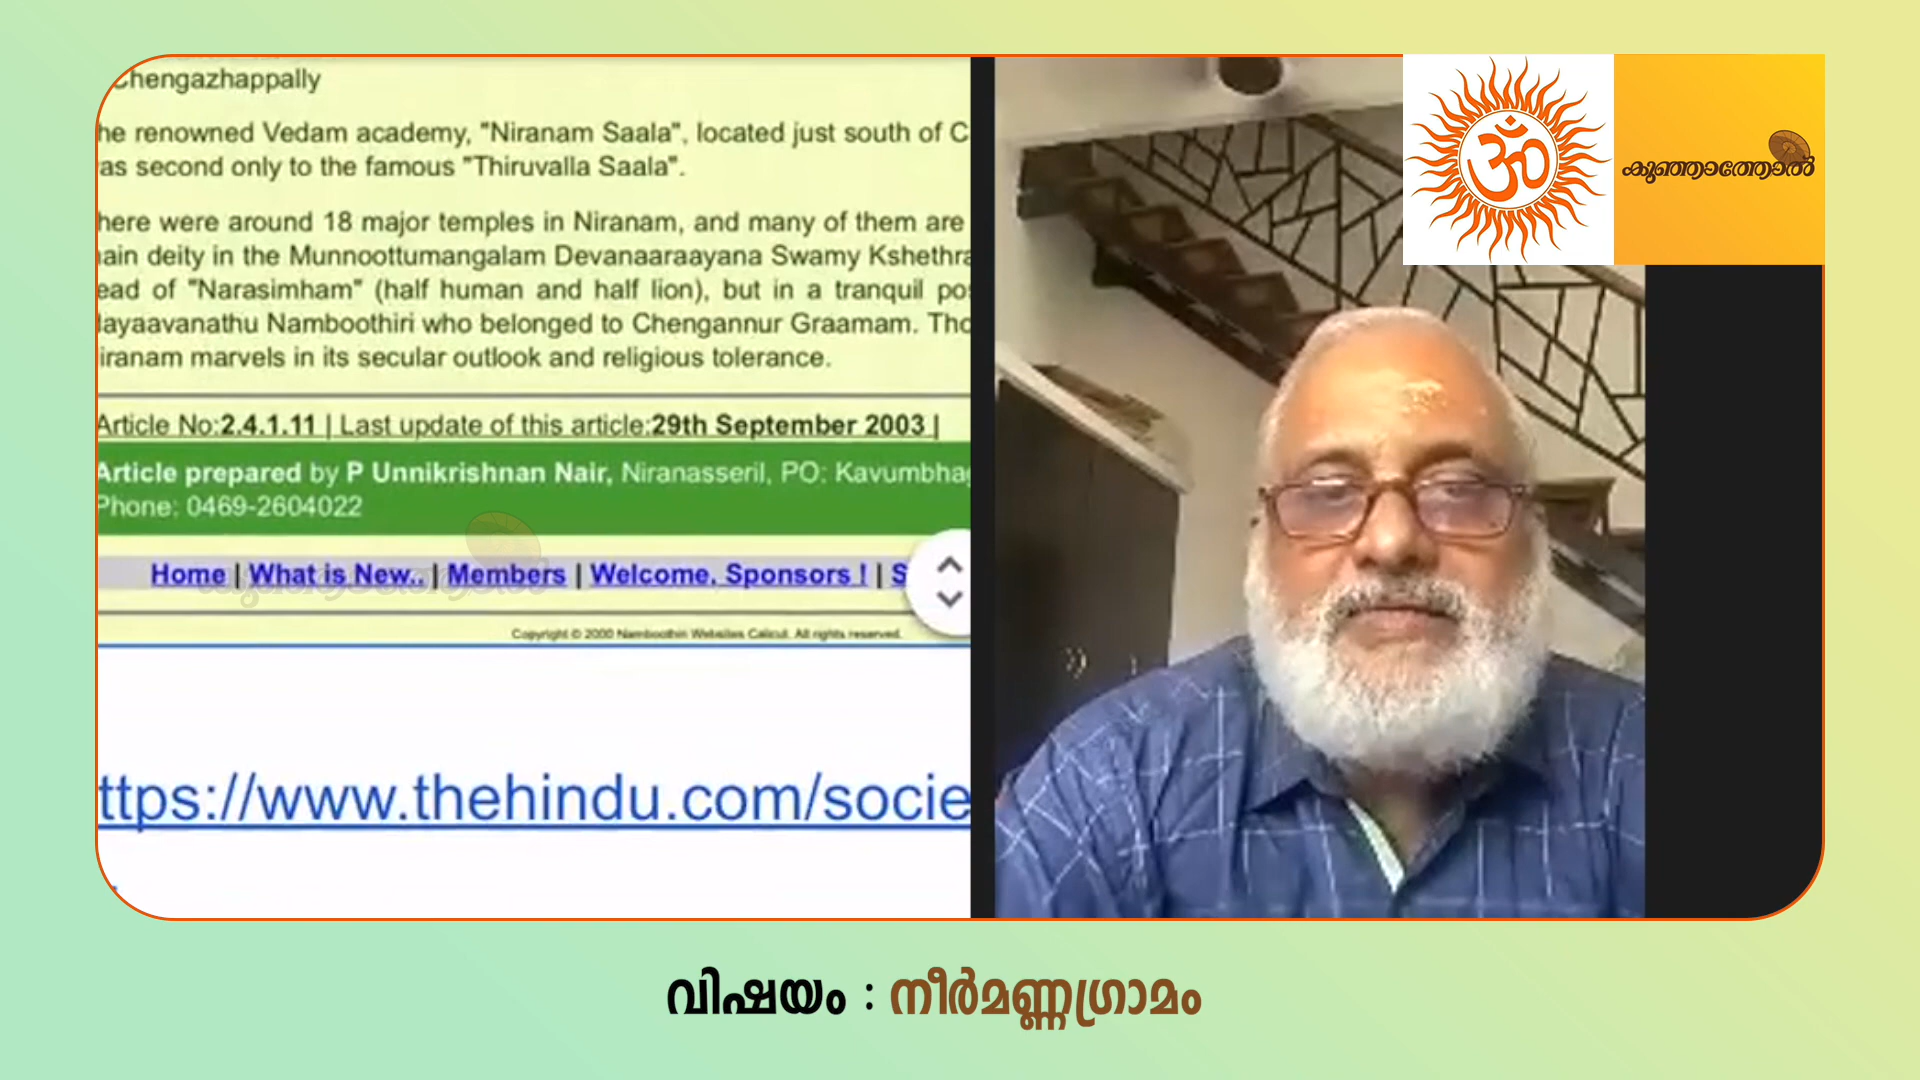 Chengazhappally
he renowned Vedam academy, "Niranam Saala", located just south of C
as second only to the famous "Thiruvalla Saala".
here were around 18 major temples in Niranam, and many of them are
ain deity in the Munnoottumangalam Devanaaraayana Swamy Kshethra
ead of "Narasimham" (half human and half lion), but in a tranquil pos
layaavanathu Namboothiri who belonged to Chengannur Graamam. Tho
iranam marvels in its secular outlook and religious tolerance.
Article No:2.4.1.11 | Last update of this article:29th September 2003 |
Article prepared by P Unnikrishnan Nair, Niranasseril, PO: Kavumbhag
Phone: 0469-2604022
Home | What is New.. | Members | Welcome, Sponsors ! | S
Copyright © 2000 Namboothiri Websites Calicut. All rights reserved.
ttps://www.thehindu.com/socie
ॐ
കുഞ്ഞാത്തോൽ
വിഷയം : നീർമണ്ണഗ്രാമം